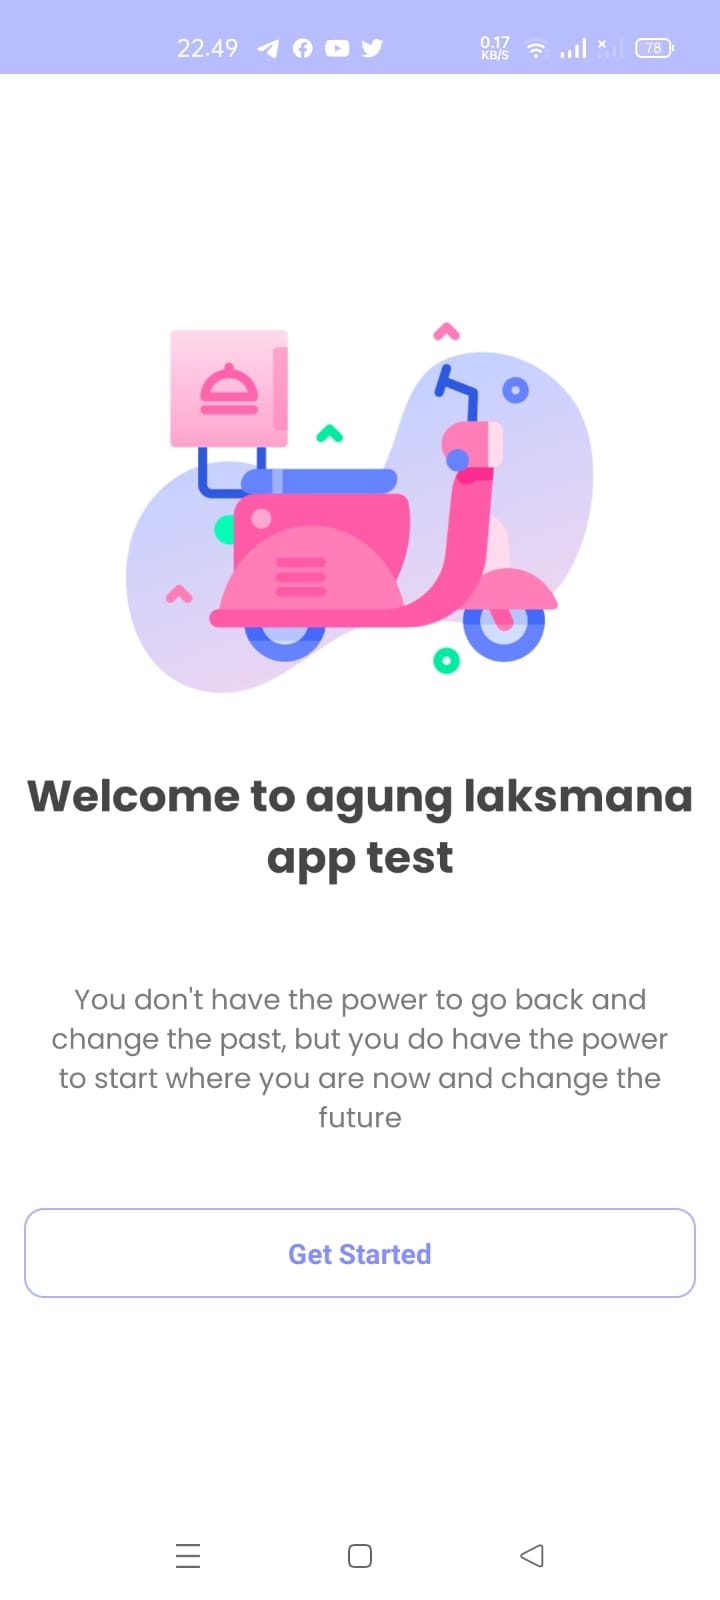 22.49 0.17 KB/S 78
Welcome to agung laksmana
app test
You don't have the power to go back and
change the past, but you do have the power
to start where you are now and change the
future
Get Started